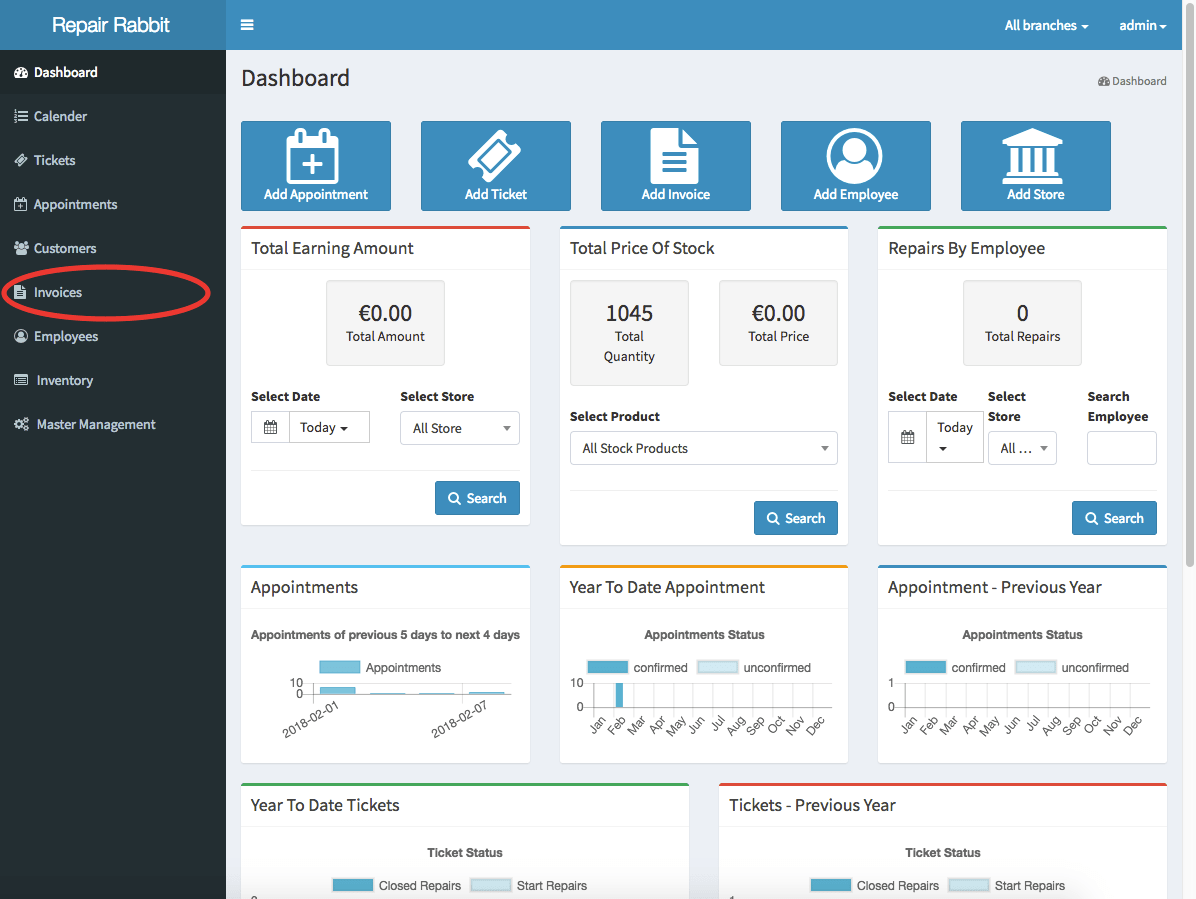 Repair Rabbit
All branches
admin
Dashboard
Calender
Tickets
Appointments
Customers
Invoices
Employees
Inventory
Master Management
Dashboard
Dashboard
Add Appointment
Add Ticket
Add Invoice
Add Employee
Add Store
Total Earning Amount
€0.00
Total Amount
Select Date
Select Store
Today
All Store
Search
Total Price Of Stock
1045
Total
Quantity
€0.00
Total Price
Select Product
All Stock Products
Search
Repairs By Employee
0
Total Repairs
Select Date
Select
Store
Search
Employee
Today
All ...
Search
Appointments
Appointments of previous 5 days to next 4 days
Appointments
10
0
2018-02-01
2018-02-07
Year To Date Appointment
Appointments Status
confirmed unconfirmed
10
0
Jan Feb Mar Apr May Jun Jul Aug Sep Oct Nov Dec
Appointment - Previous Year
Appointments Status
confirmed unconfirmed
1
0
Jan Feb Mar Apr May Jun Jul Aug Sep Oct Nov Dec
Year To Date Tickets
Ticket Status
Closed Repairs Start Repairs
Tickets - Previous Year
Ticket Status
Closed Repairs Start Repairs